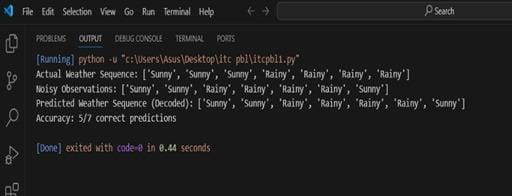 File Edit Selection View Go Run Terminal Help
Search
PROBLEMS OUTPUT DEBUG CONSOLE TERMINAL PORTS
[Running] python -u "c:\Users\Asus\Desktop\itc pbl\itcpbl1.py"
Actual Weather Sequence: ['Sunny', 'Sunny', 'Sunny', 'Rainy', 'Rainy', 'Rainy', 'Rainy']
Noisy Observations: ['Sunny', 'Sunny', 'Rainy', 'Rainy', 'Rainy', 'Rainy', 'Sunny']
Predicted Weather Sequence (Decoded): ['Sunny', 'Sunny', 'Rainy', 'Rainy', 'Rainy', 'Rainy', 'Sunny']
Accuracy: 5/7 correct predictions
[Done] exited with code=0 in 0.44 seconds